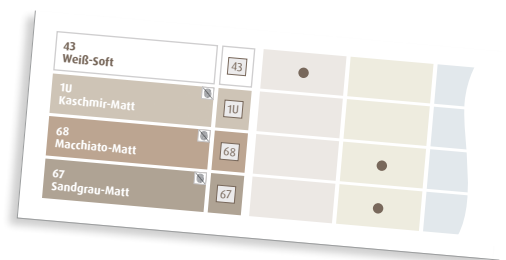 43
Weiß-Soft
43
1U
Kaschmir-Matt
1U
68
Macchiato-Matt
68
67
Sandgrau-Matt
67